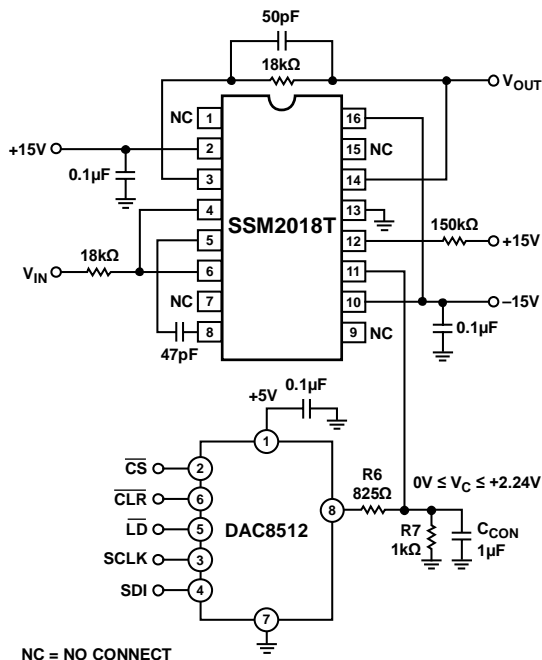 50pF
18kΩ
VOUT
NC 1
16
+15V
2
15 NC
0.1µF
3
14
SSM2018T
4
13
150kΩ
5
12
+15V
18kΩ
VIN
6
11
NC 7
10
–15V
8
9 NC
0.1µF
47pF
+5V
0.1µF
1
CS 2
R6
825Ω
0V ≤ VC ≤ +2.24V
CLR 6
8
DAC8512
LD 5
R7
1kΩ
CCON
1µF
SCLK 3
SDI 4
7
NC = NO CONNECT